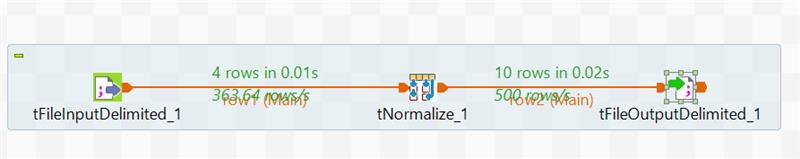 4 rows in 0.01s
363.64 rows/s
row1 (Main)
10 rows in 0.02s
500 rows/s
row2 (Main)
tFileInputDelimited_1
tNormalize_1
tFileOutputDelimited_1